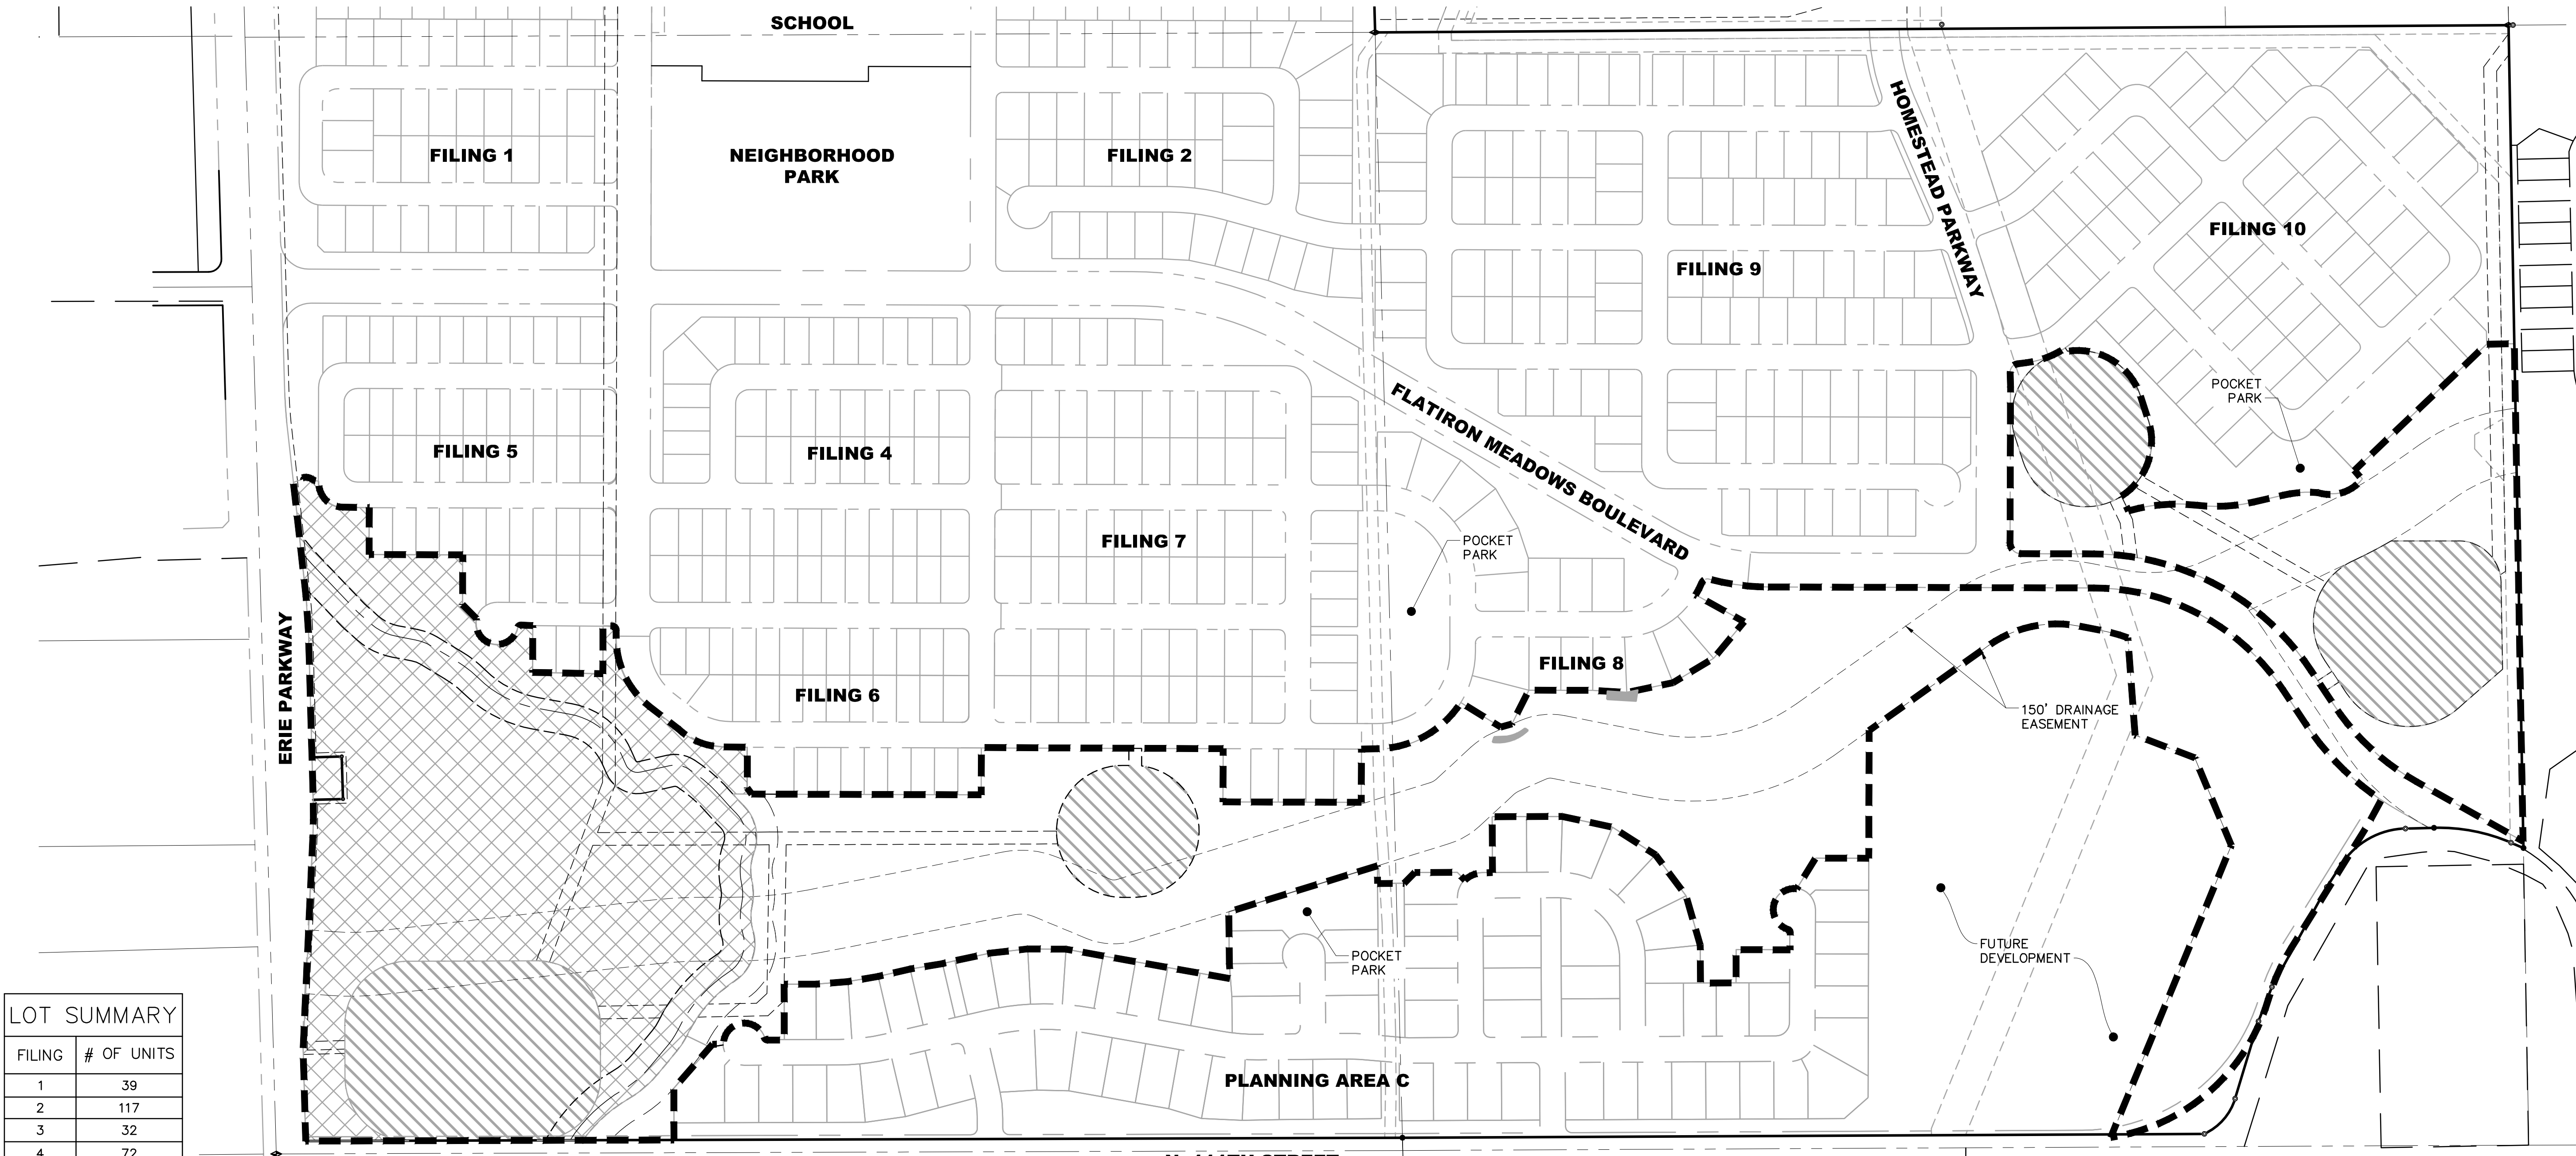 SCHOOL
FILING 1
NEIGHBORHOOD
PARK
FILING 2
HOMESTEAD PARKWAY
FILING 10
FILING 9
POCKET
PARK
FLATIRON MEADOWS BOULEVARD
FILING 5
FILING 4
FILING 7
POCKET
PARK
ERIE PARKWAY
FILING 8
FILING 6
150' DRAINAGE
EASEMENT
POCKET
PARK
FUTURE
DEVELOPMENT
PLANNING AREA C
LOT SUMMARY
FILING # OF UNITS
1 39
2 117
3 32
4 72